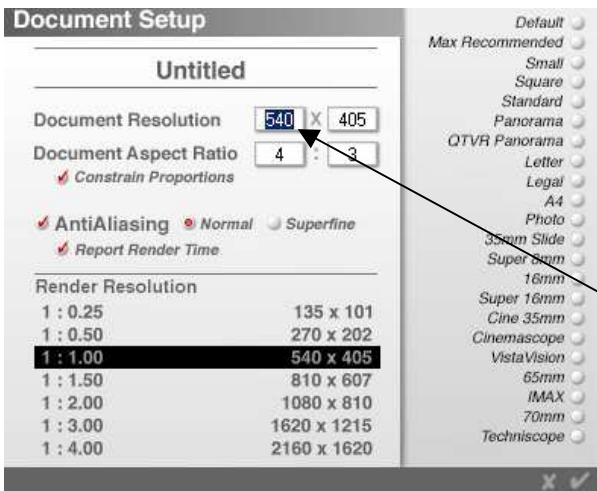 Document Setup
Untitled
Document Resolution 540 X 405
Document Aspect Ratio 4 : 3
Constrain Proportions
AntiAliasing Normal Superfine
Report Render Time
Render Resolution
1 : 0.25 135 x 101
1 : 0.50 270 x 202
1 : 1.00 540 x 405
1 : 1.50 810 x 607
1 : 2.00 1080 x 810
1 : 3.00 1620 x 1215
1 : 4.00 2160 x 1620
Default
Max Recommended
Small
Square
Standard
Panorama
QTVR Panorama
Letter
Legal
A4
Photo
35mm Slide
Super 8mm
16mm
Super 16mm
Cine 35mm
Cinemascope
VistaVision
65mm
IMAX
70mm
Techniscope